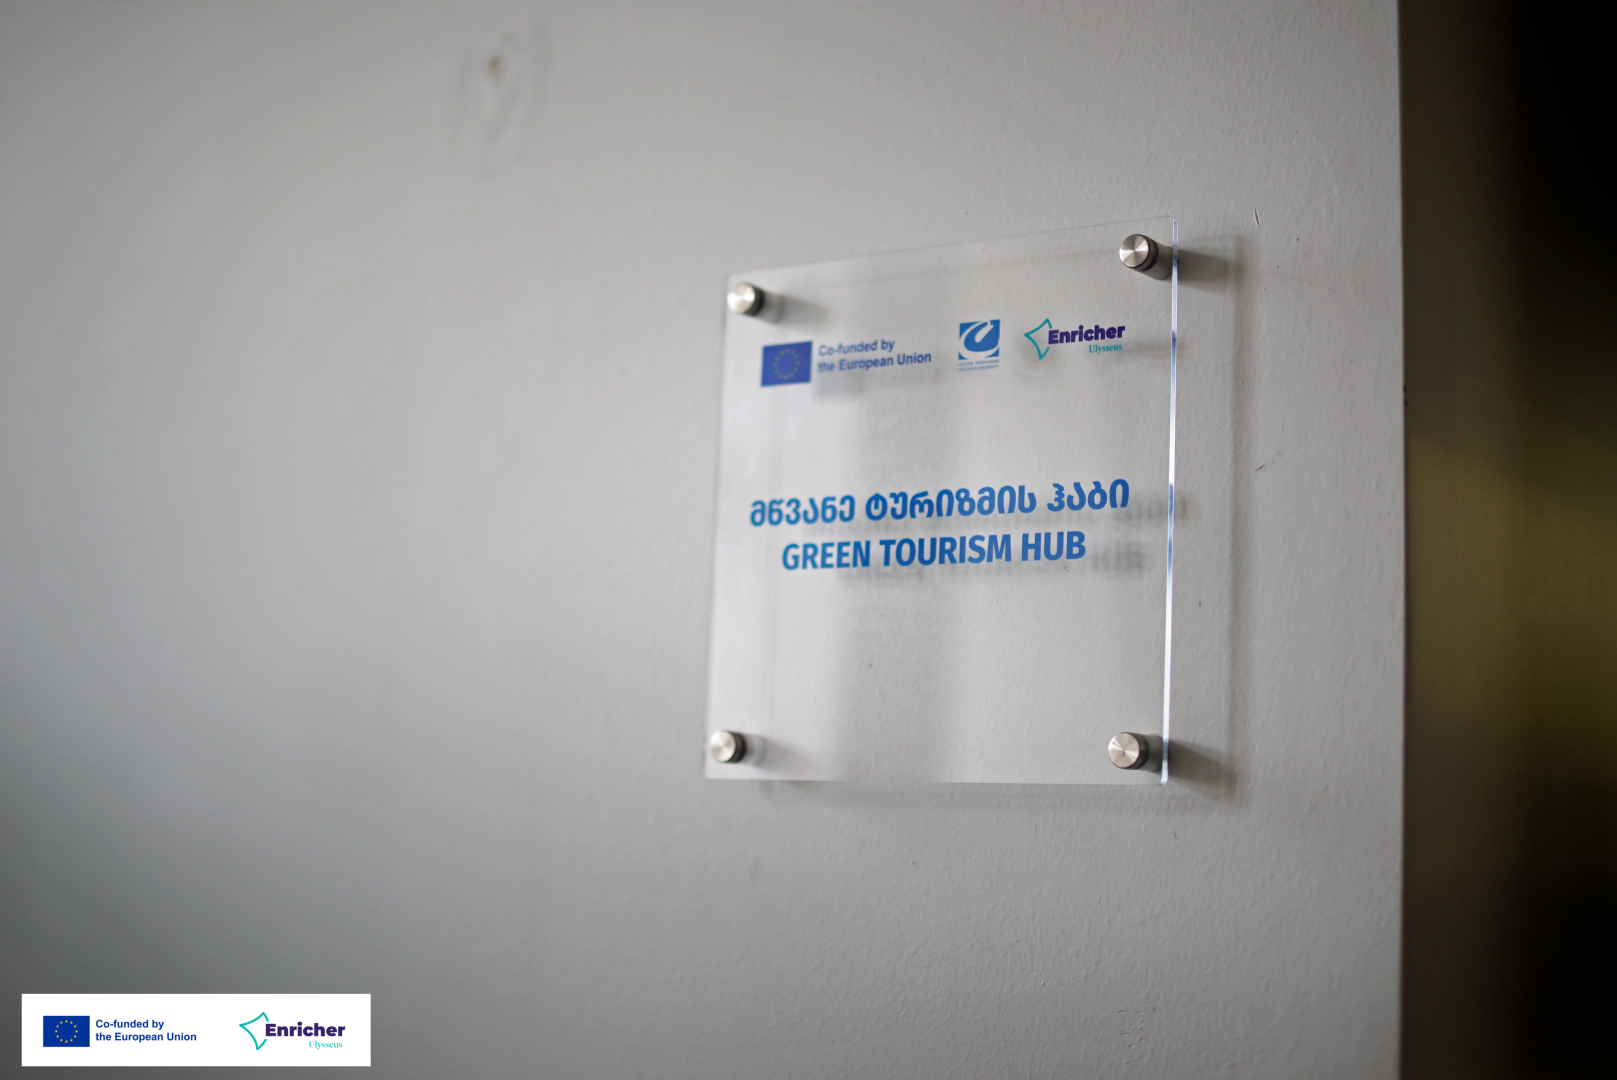 Co-funded by
the European Union
Enricher
Ulysseus
მწვანე ტურიზმის ჰაბი
GREEN TOURISM HUB
Co-funded by
the European Union
Enricher
Ulysseus